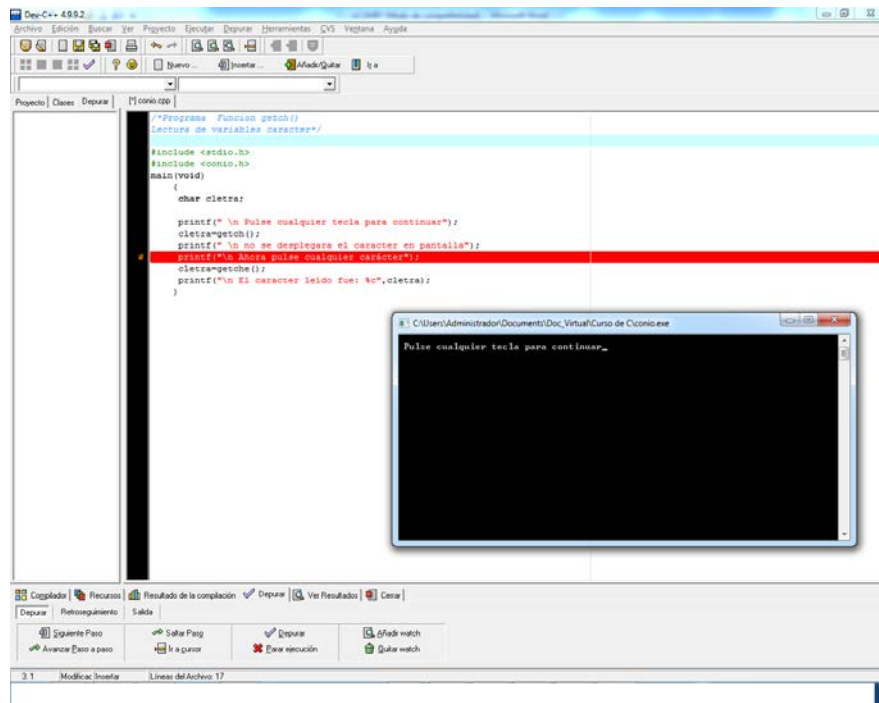 Dev-C++ 4.9.9.2
Archivo Edición Buscar Ver Proyecto Ejecutar Depurar Herramientas CVS Ventana Ayuda
Nuevo... Insertar... Añadir/Quitar Ir a
Proyecto Clases Depurar [*] conio.cpp
/*Programa Funcion getch()
Lectura de variables caracter*/
#include <stdio.h>
#include <conio.h>
main(void)
{
char cletra;
printf(" \n Pulse cualquier tecla para continuar");
cletra=getch();
printf(" \n no se desplegara el caracter en pantalla");
printf("\n Ahora pulse cualquier carácter");
cletra=getche();
printf("\n El caracter leido fue: %c",cletra);
}
C:\Users\Administrador\Documents\Doc_Virtual\Curso de C\conio.exe
Pulse cualquier tecla para continuar_
Compilador Recursos Resultado de la compilación Depurar Ver Resultados Cerrar
Depurar Retroseguimiento Salida
Siguiente Paso Saltar Paso Depurar Añadir watch
Avanzar Paso a paso Ir a cursor Parar ejecución Quitar watch
3: 1 Modificac Insertar Líneas del Archivo: 17